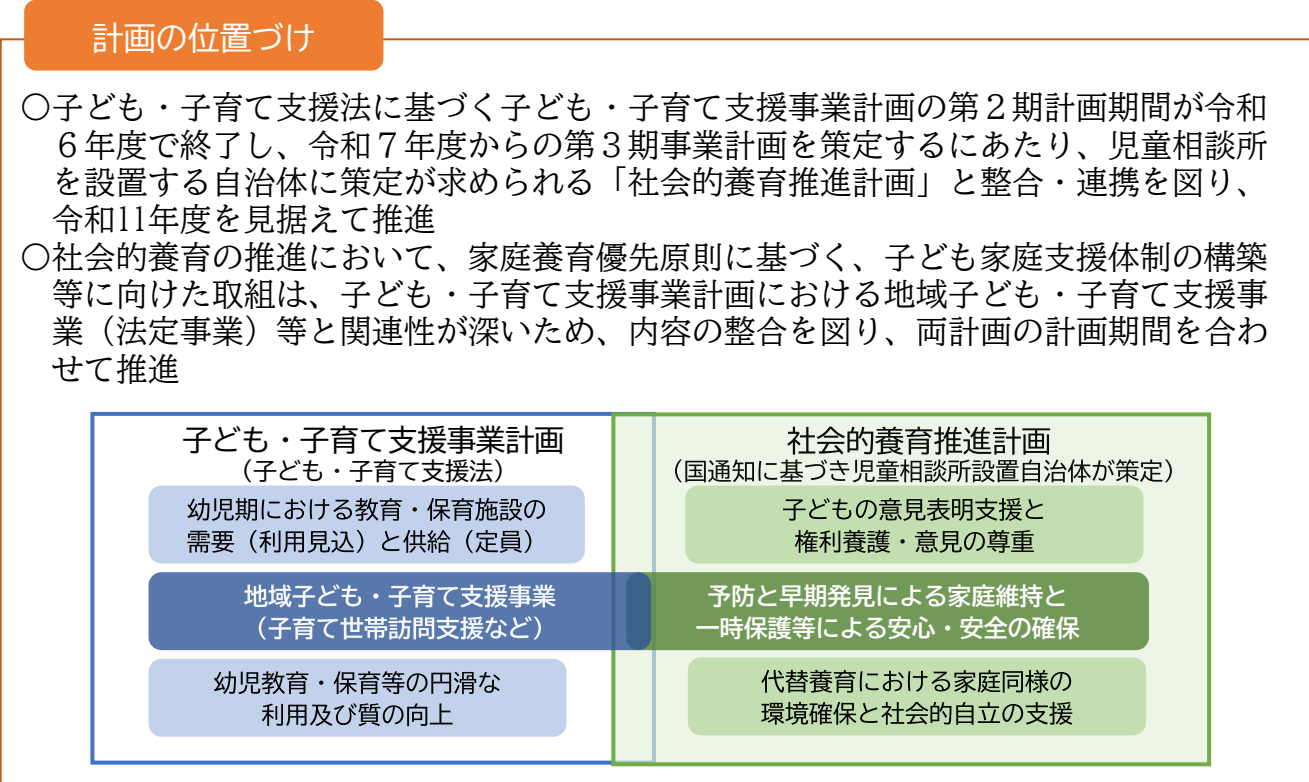 計画の位置づけ
〇子ども・子育て支援法に基づく子ども・子育て支援事業計画の第２期計画期間が令和
６年度で終了し、令和７年度からの第３期事業計画を策定するにあたり、児童相談所
を設置する自治体に策定が求められる「社会的養育推進計画」と整合・連携を図り、
令和11年度を見据えて推進
〇社会的養育の推進において、家庭養育優先原則に基づく、子ども家庭支援体制の構築
等に向けた取組は、子ども・子育て支援事業計画における地域子ども・子育て支援事
業（法定事業）等と関連性が深いため、内容の整合を図り、両計画の計画期間を合わ
せて推進
子ども・子育て支援事業計画
（子ども・子育て支援法）
幼児期における教育・保育施設の
需要（利用見込）と供給（定員）
地域子ども・子育て支援事業
（子育て世帯訪問支援など）
幼児教育・保育等の円滑な
利用及び質の向上
社会的養育推進計画
（国通知に基づき児童相談所設置自治体が策定）
子どもの意見表明支援と
権利養護・意見の尊重
予防と早期発見による家庭維持と
一時保護等による安心・安全の確保
代替養育における家庭同様の
環境確保と社会的自立の支援